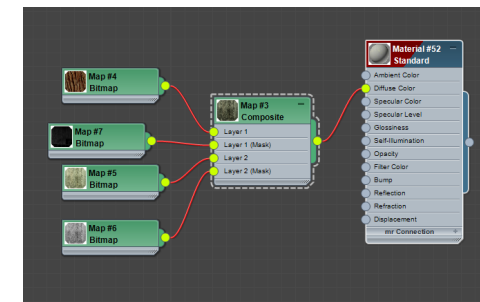 Map #4
Bitmap
Map #7
Bitmap
Map #5
Bitmap
Map #6
Bitmap
Map #3
Composite
Layer 1
Layer 1 (Mask)
Layer 2
Layer 2 (Mask)
Material #52
Standard
Ambient Color
Diffuse Color
Specular Color
Specular Level
Glossiness
Self-Illumination
Opacity
Filter Color
Bump
Reflection
Refraction
Displacement
mr Connection